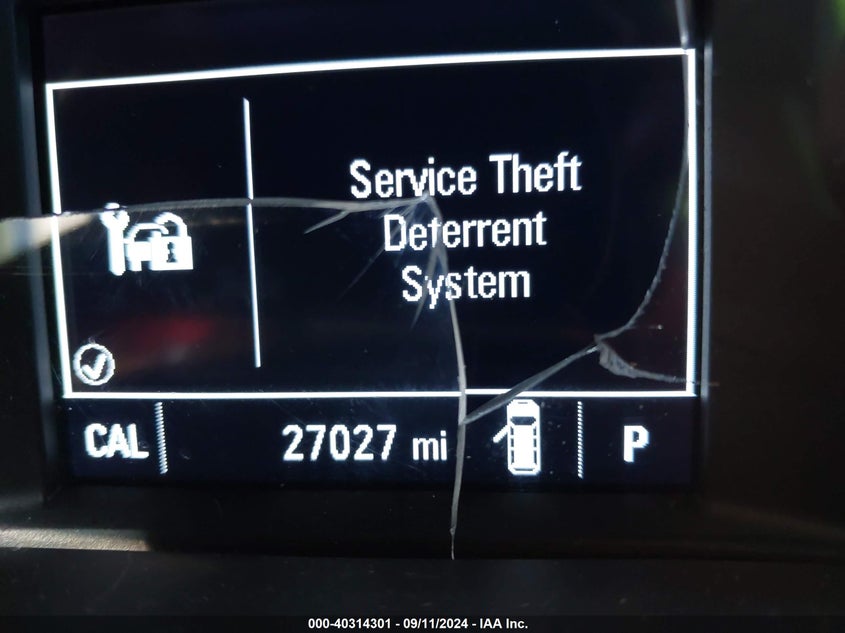 Service Theft
Deterrent
System
CAL 27027 mi P
000-40314301 - 09/11/2024 - IAA Inc.